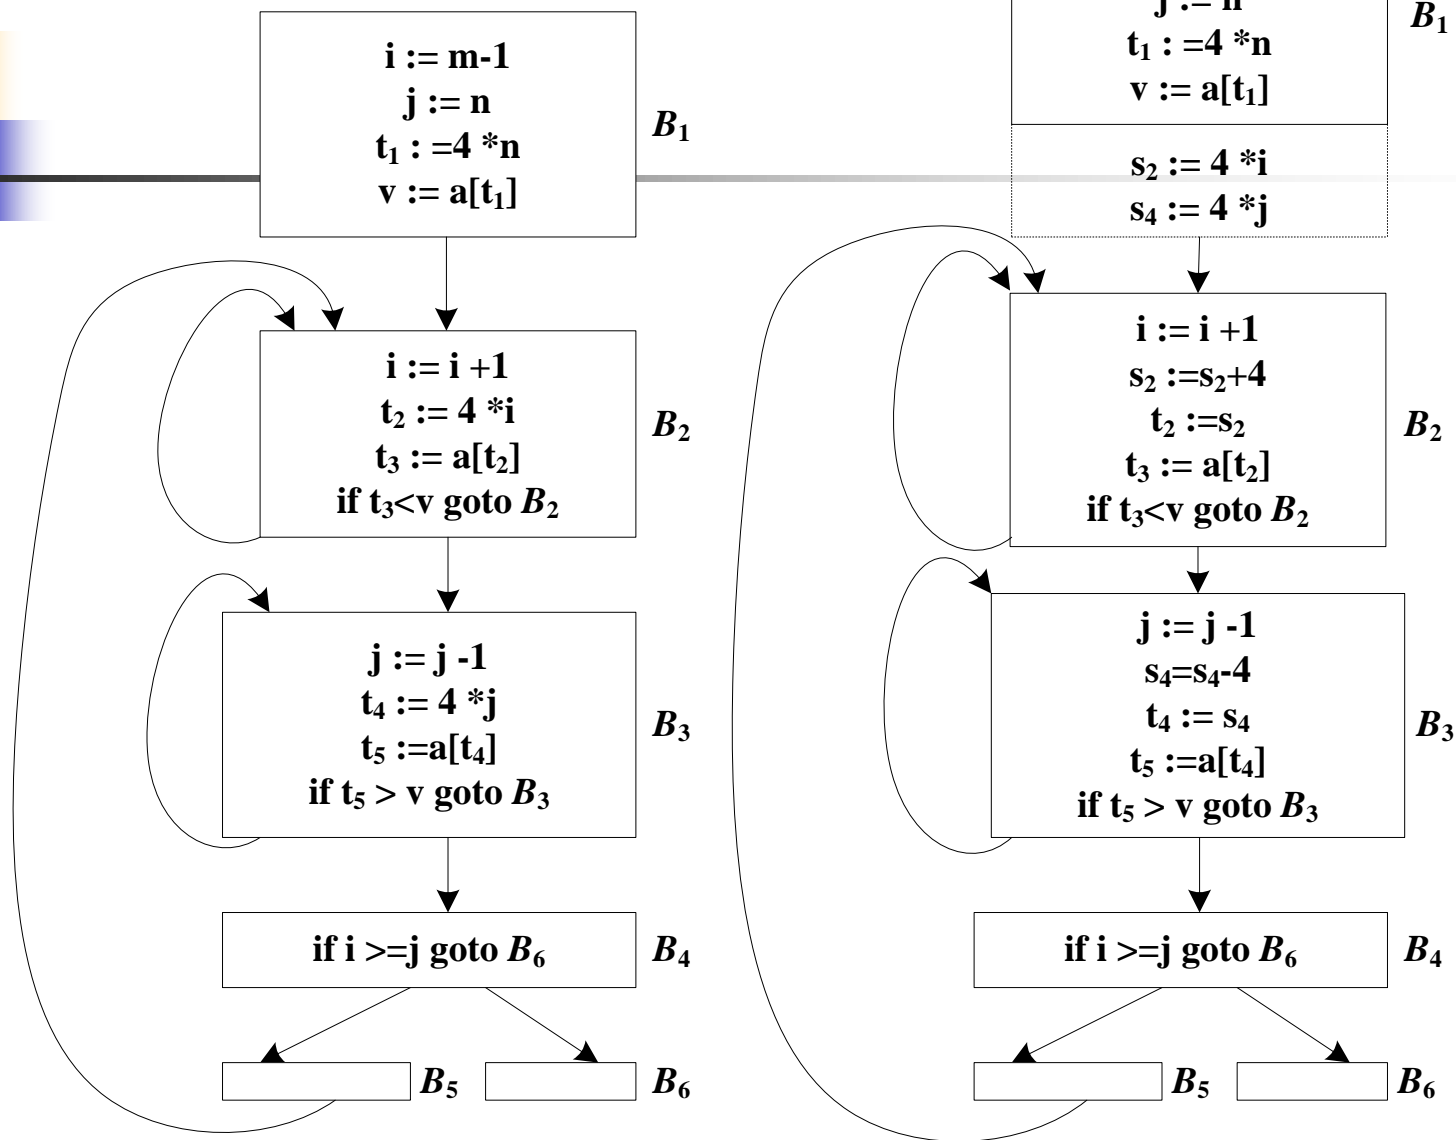 i := m-1
j := n
t₁ : =4 *n
v := a[t₁]
B₁
i := i +1
t₂ := 4 *i
t₃ := a[t₂]
if t₃<v goto B₂
B₂
j := j -1
t₄ := 4 *j
t₅ :=a[t₄]
if t₅ > v goto B₃
B₃
if i >=j goto B₆
B₄
B₅
B₆
j := n
t₁ : =4 *n
v := a[t₁]
B₁
s₂ := 4 *i
s₄ := 4 *j
i := i +1
s₂ :=s₂+4
t₂ :=s₂
t₃ := a[t₂]
if t₃<v goto B₂
B₂
j := j -1
s₄=s₄-4
t₄ := s₄
t₅ :=a[t₄]
if t₅ > v goto B₃
B₃
if i >=j goto B₆
B₄
B₅
B₆